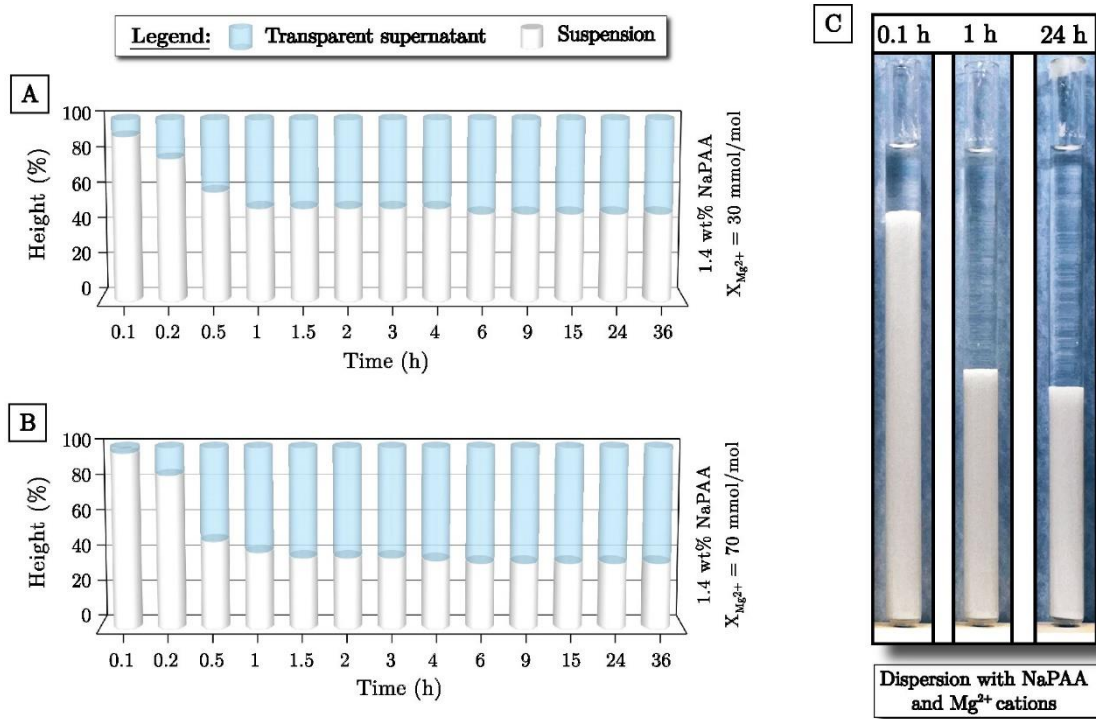 Legend: Transparent supernatant Suspension
A
100
80
60
40
20
0
Height (%)
0.1 0.2 0.5 1 1.5 2 3 4 6 9 15 24 36
Time (h)
1.4 wt% NaPAA
X_Mg²⁺ = 30 mmol/mol
B
100
80
60
40
20
0
Height (%)
0.1 0.2 0.5 1 1.5 2 3 4 6 9 15 24 36
Time (h)
1.4 wt% NaPAA
X_Mg²⁺ = 70 mmol/mol
C
0.1 h 1 h 24 h
Dispersion with NaPAA
and Mg²⁺ cations